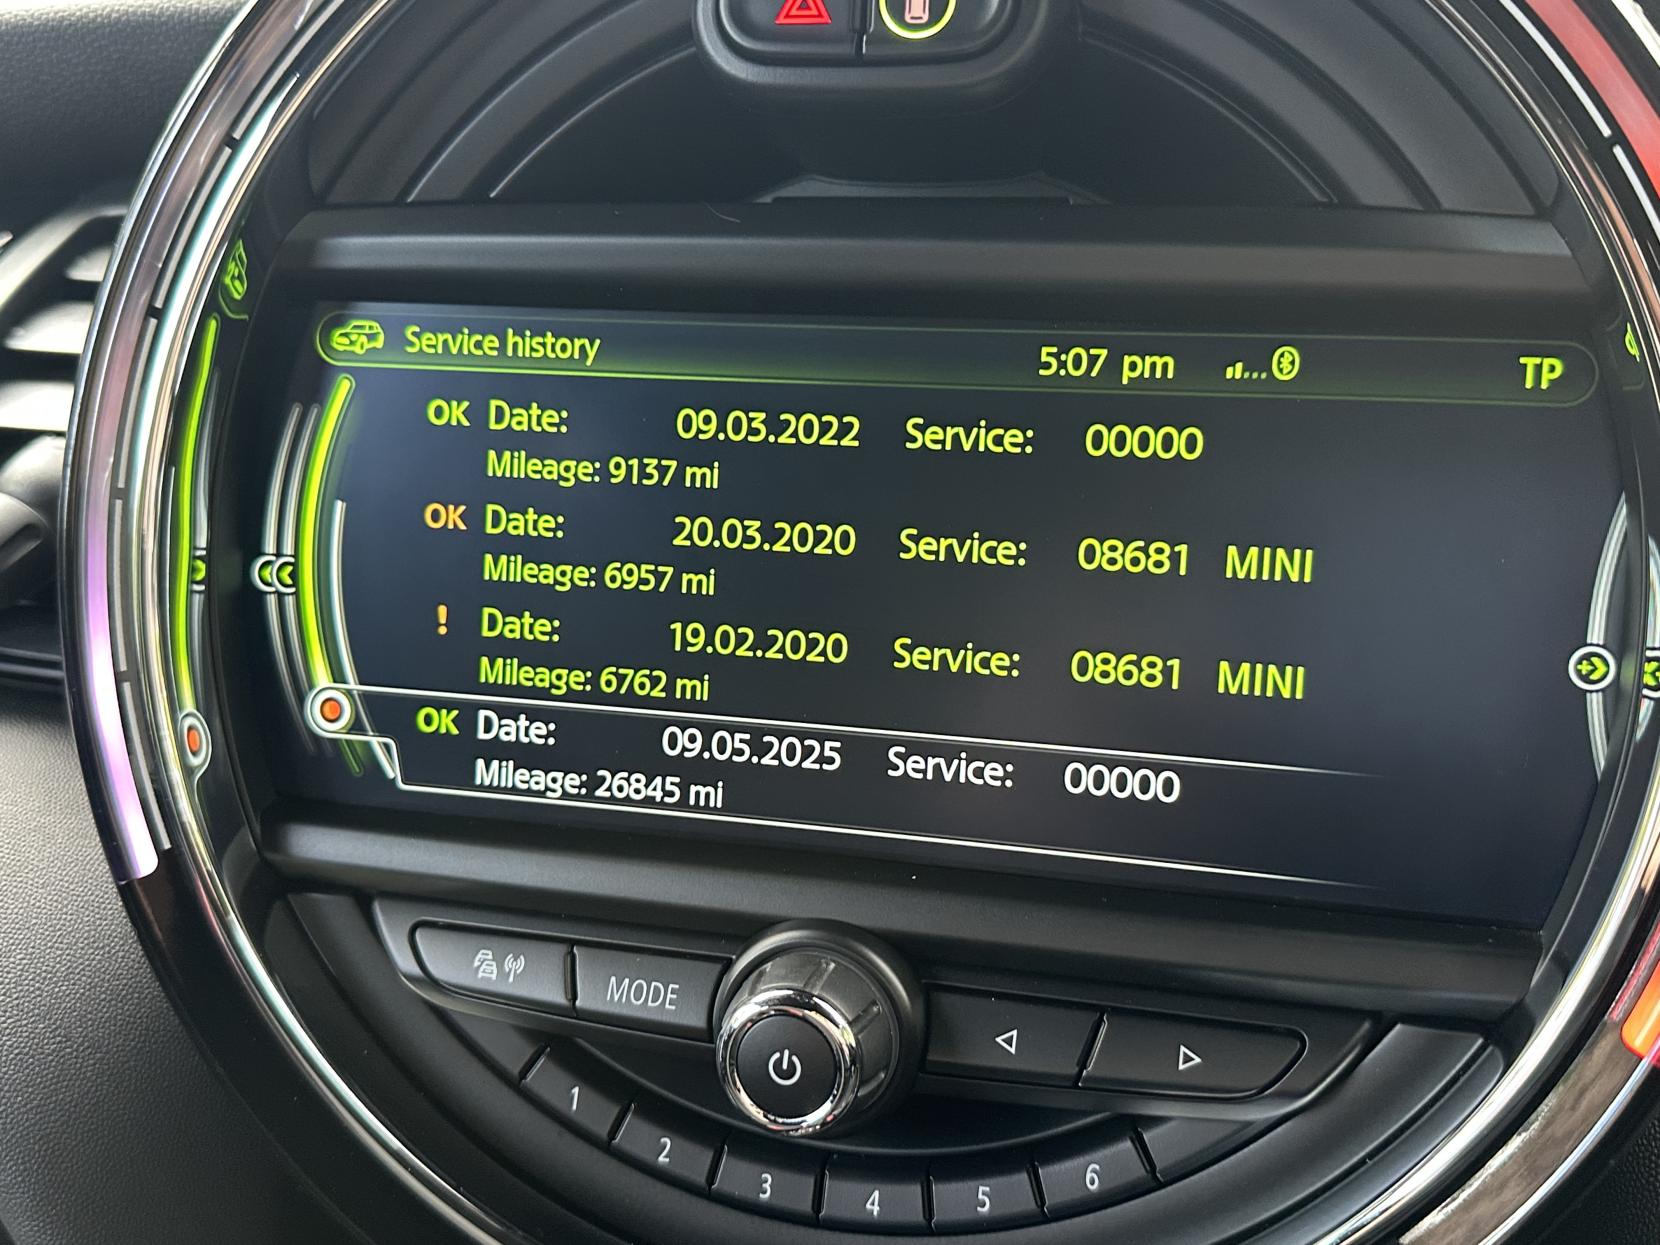 Service history 5:07 pm TP
OK Date: 09.03.2022 Service: 00000
Mileage: 9137 mi
OK Date: 20.03.2020 Service: 08681 MINI
Mileage: 6957 mi
! Date: 19.02.2020 Service: 08681 MINI
Mileage: 6762 mi
OK Date: 09.05.2025 Service: 00000
Mileage: 26845 mi
MODE
1 2 3 4 5 6